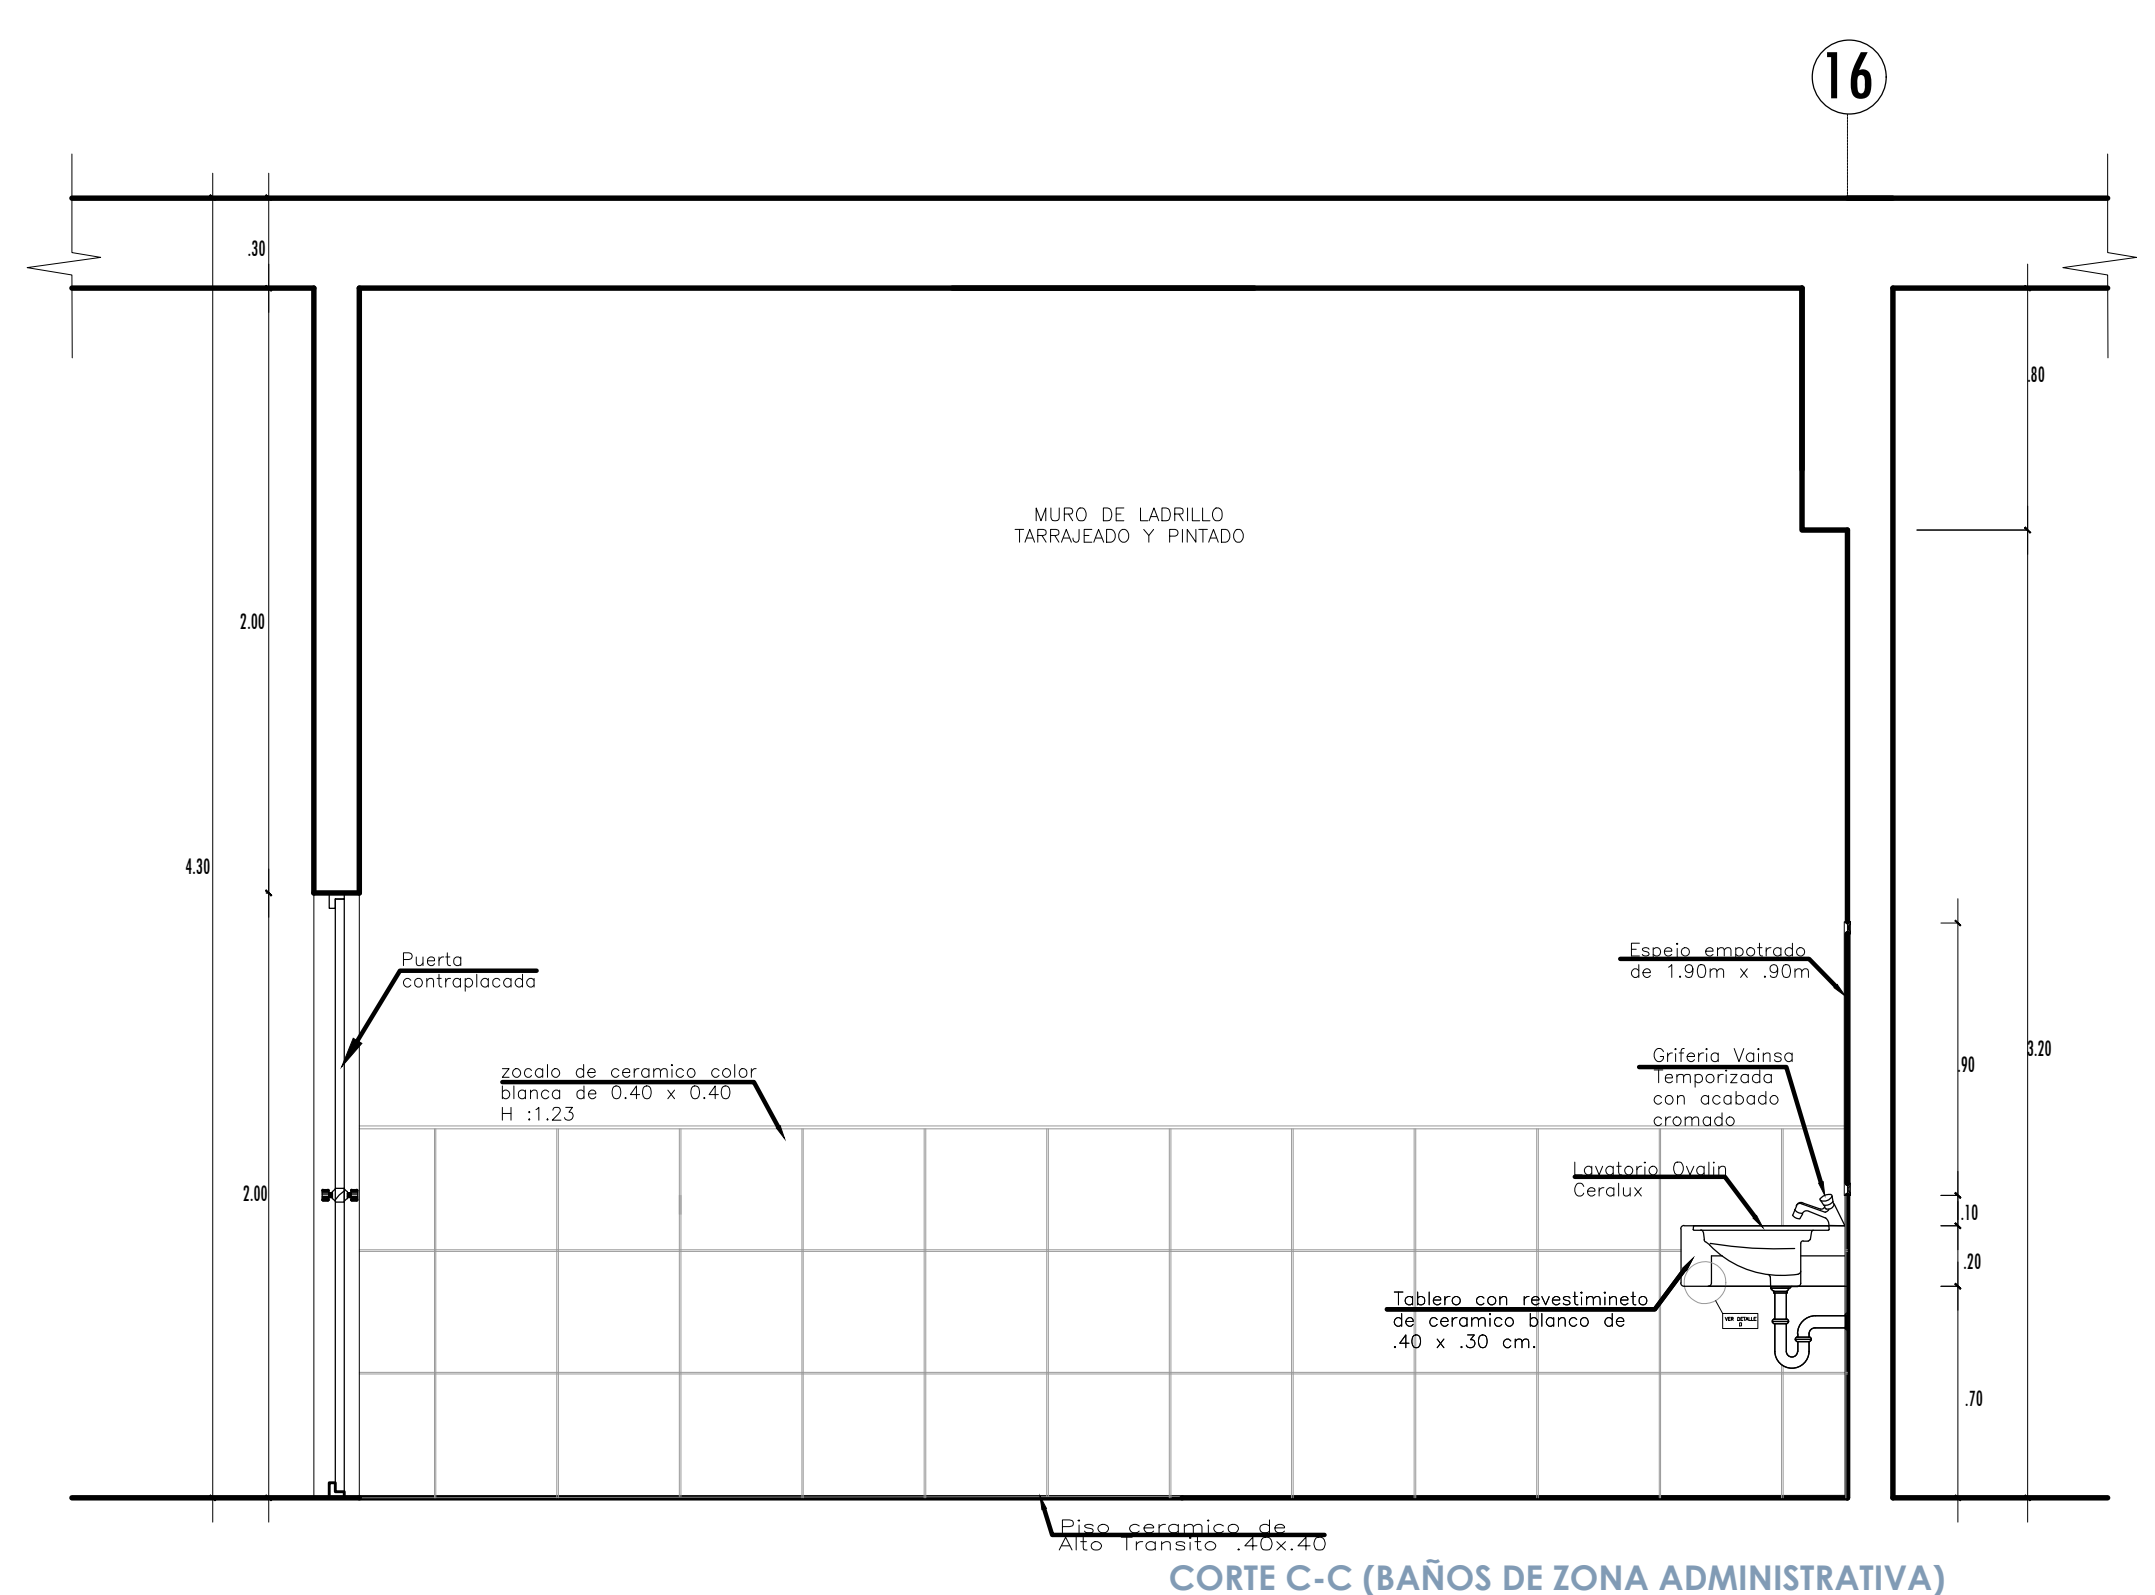 16
.30
.80
MURO DE LADRILLO
TARRAJEADO Y PINTADO
2.00
4.30
Puerta
contraplacada
Espejo empotrado
de 1.90m x .90m
3.20
.90
Griferia Vainsa
Temporizada
con acabado
cromado
zocalo de ceramico color
blanca de 0.40 x 0.40
H :1.23
Lavatorio Ovalin
Ceralux
2.00
.10
.20
Tablero con revestimineto
de ceramico blanco de
.40 x .30 cm.
VER DETALLE
D
.70
Piso ceramico de
Alto Transito .40x.40
CORTE C-C (BAÑOS DE ZONA ADMINISTRATIVA)